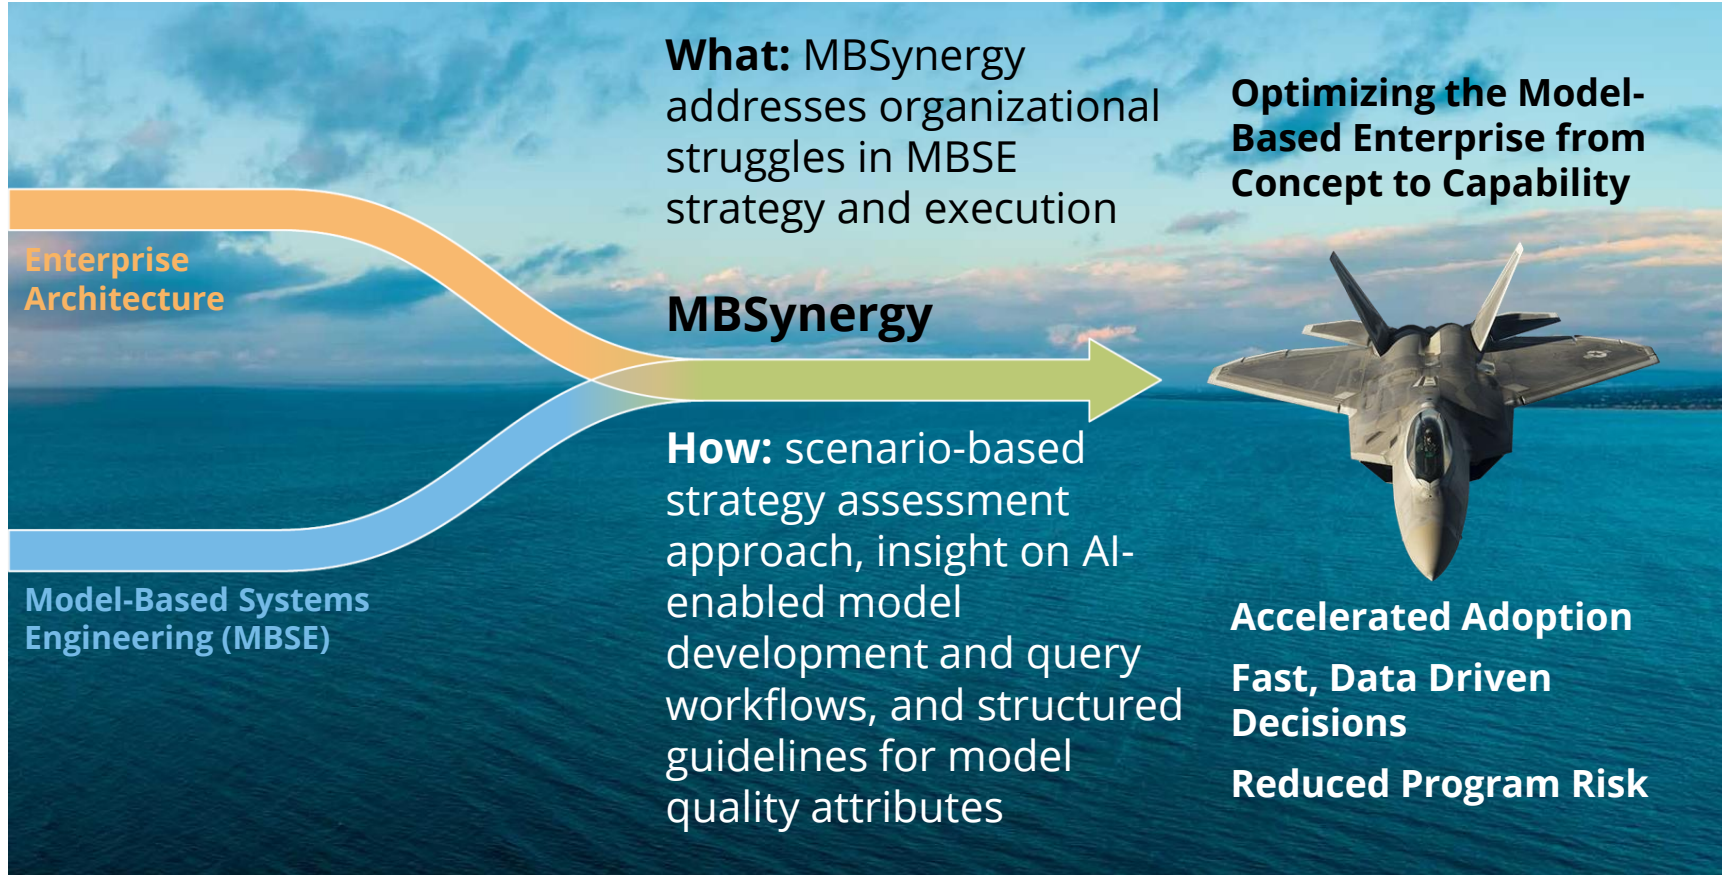 Enterprise
Architecture
Model-Based Systems
Engineering (MBSE)
What: MBSynergy
addresses organizational
struggles in MBSE
strategy and execution
MBSynergy
How: scenario-based
strategy assessment
approach, insight on AI-
enabled model
development and query
workflows, and structured
guidelines for model
quality attributes
Optimizing the Model-
Based Enterprise from
Concept to Capability
Accelerated Adoption
Fast, Data Driven
Decisions
Reduced Program Risk